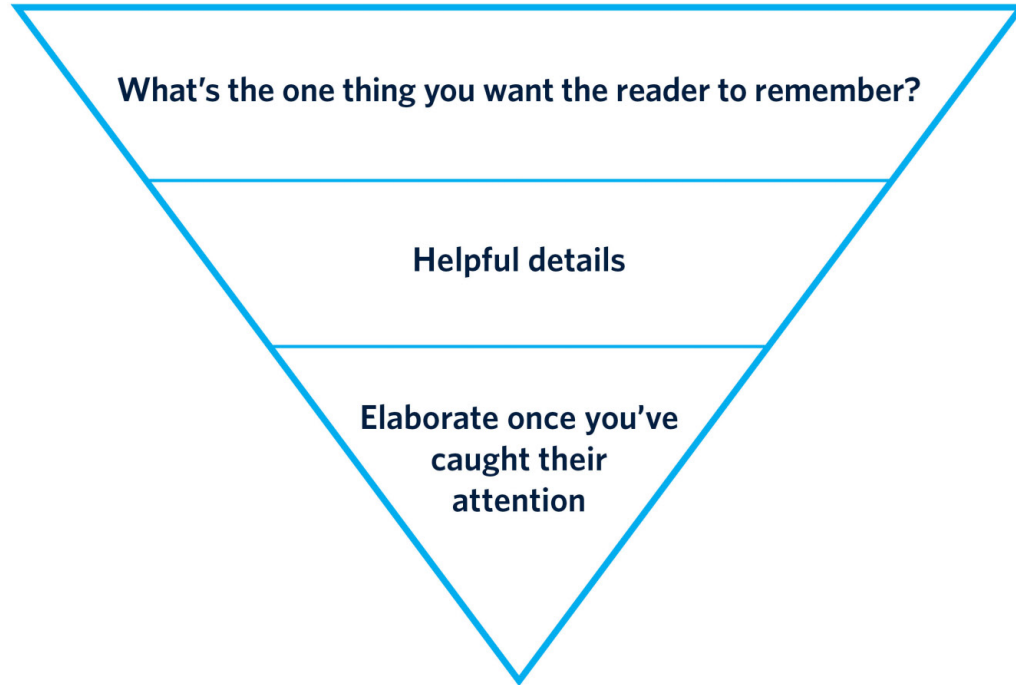 What’s the one thing you want the reader to remember?
Helpful details
Elaborate once you’ve
caught their
attention